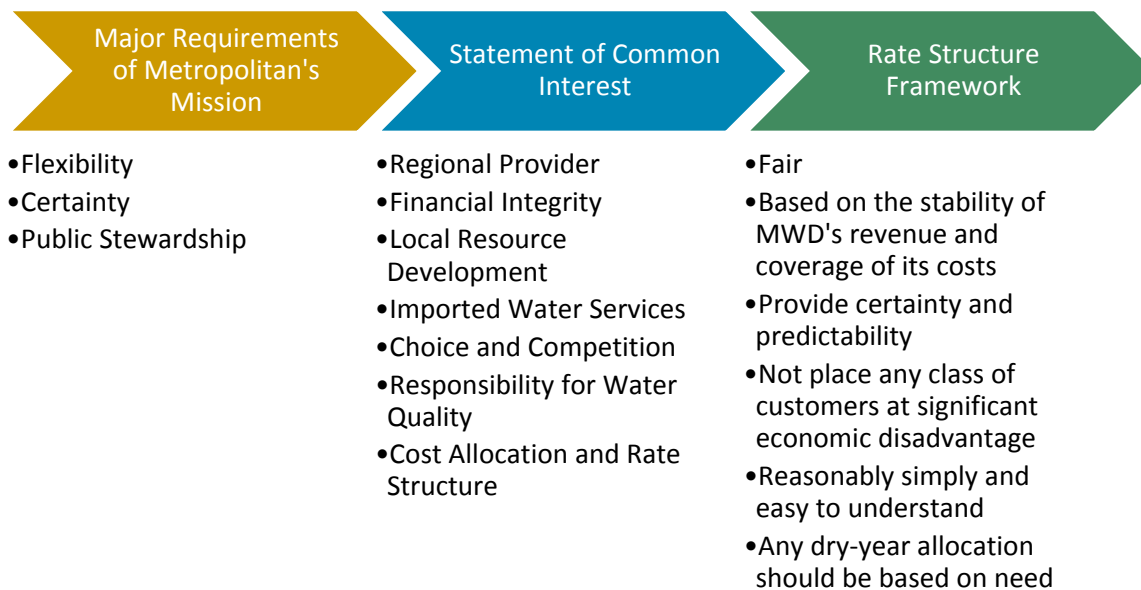 Major Requirements
of Metropolitan's
Mission
•Flexibility
•Certainty
•Public Stewardship
Statement of Common
Interest
•Regional Provider
•Financial Integrity
•Local Resource
Development
•Imported Water Services
•Choice and Competition
•Responsibility for Water
Quality
•Cost Allocation and Rate
Structure
Rate Structure
Framework
•Fair
•Based on the stability of
MWD's revenue and
coverage of its costs
•Provide certainty and
predictability
•Not place any class of
customers at significant
economic disadvantage
•Reasonably simply and
easy to understand
•Any dry-year allocation
should be based on need